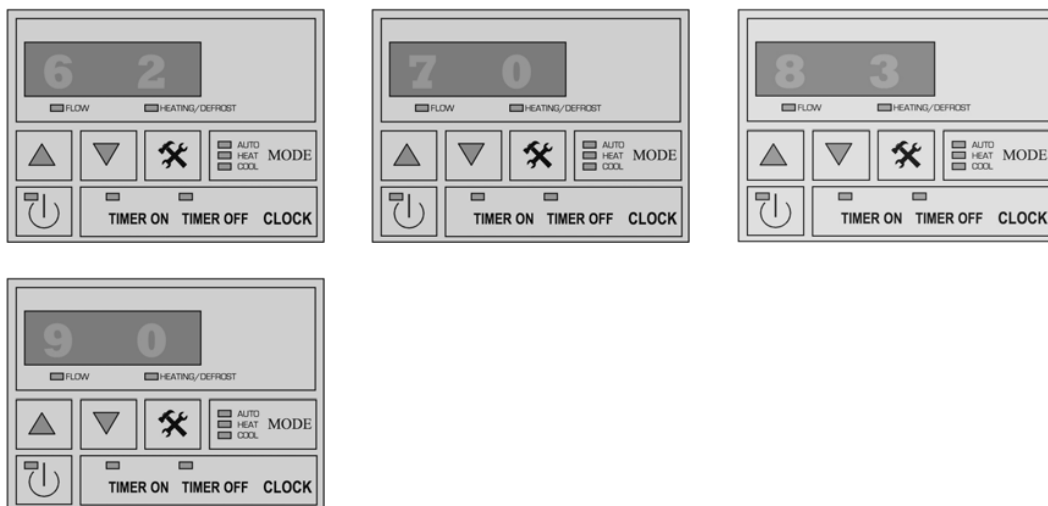 6 2
FLOW HEATING/DEFROST
AUTO
HEAT
COOL
MODE
TIMER ON TIMER OFF CLOCK
7 0
FLOW HEATING/DEFROST
AUTO
HEAT
COOL
MODE
TIMER ON TIMER OFF CLOCK
8 3
FLOW HEATING/DEFROST
AUTO
HEAT
COOL
MODE
TIMER ON TIMER OFF CLOCK
9 0
FLOW HEATING/DEFROST
AUTO
HEAT
COOL
MODE
TIMER ON TIMER OFF CLOCK